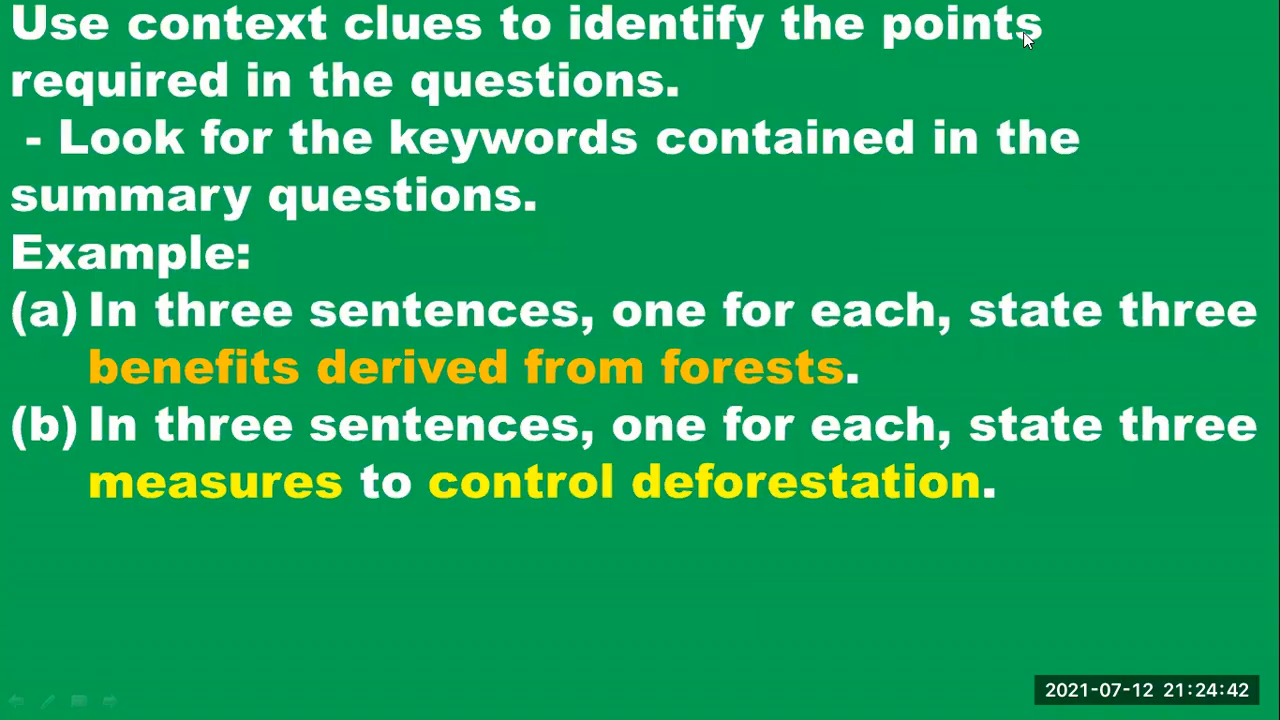 Use context clues to identify the points
required in the questions.
- Look for the keywords contained in the
summary questions.
Example:
(a) In three sentences, one for each, state three
benefits derived from forests.
(b) In three sentences, one for each, state three
measures to control deforestation.
2021-07-12 21:24:42